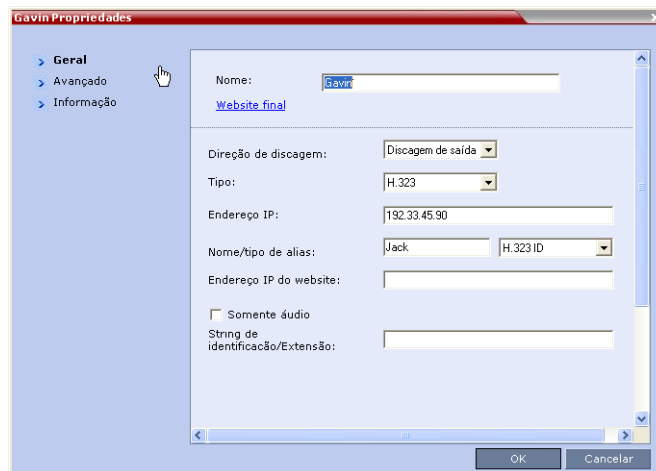 Gavin Propriedades
Geral
Avançado
Informação
Nome: Gavin
Website final
Direção de discagem: Discagem de saída
Tipo: H.323
Endereço IP: 192.33.45.90
Nome/tipo de alias: Jack H.323 ID
Endereço IP do website:
Somente áudio
String de
identificacão/Extensão:
OK Cancelar